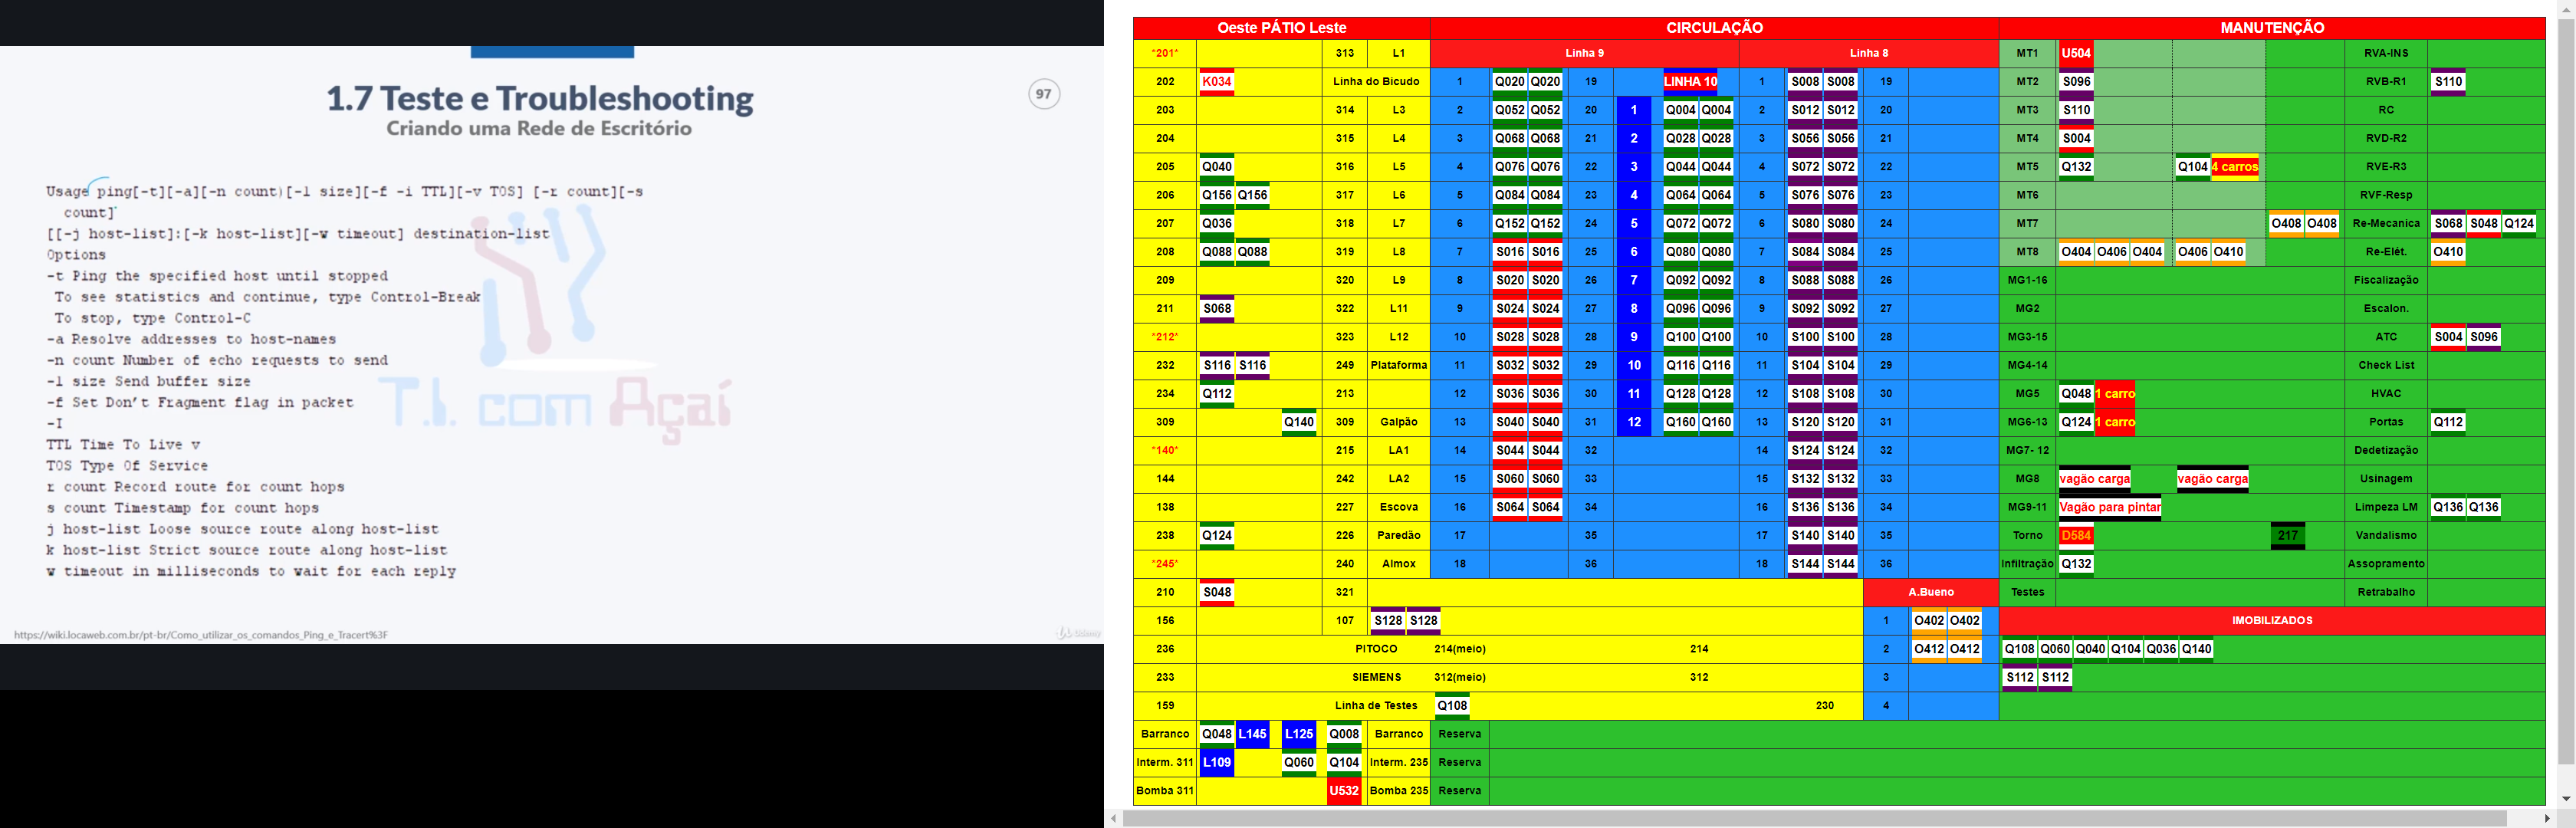 1.7 Teste e Troubleshooting
97
Criando uma Rede de Escritório
Usage ping[-t][-a][-n count)[-l size][-f -i TTL][-v TOS] [-r count][-s
count]
[[-j host-list]:[-k host-list][-w timeout] destination-list
Options
-t Ping the specified host until stopped
To see statistics and continue, type Control-Break
To stop, type Control-C
-a Resolve addresses to host-names
-n count Number of echo requests to send
-l size Send buffer size
-f Set Don't Fragment flag in packet
-I
TTL Time To Live v
TOS Type Of Service
r count Record route for count hops
s count Timestamp for count hops
j host-list Loose source route along host-list
k host-list Strict source route along host-list
w timeout in milliseconds to wait for each reply
T.I. com Açaí
https://wiki.locaweb.com.br/pt-br/Como_utilizar_os_comandos_Ping_e_Tracert%3F
Udemy
Oeste PÁTIO Leste CIRCULAÇÃO MANUTENÇÃO
*201* 313 L1 Linha 9 Linha 8 MT1 U504 RVA-INS
202 K034 Linha do Bicudo 1 Q020 Q020 19 LINHA 10 1 S008 S008 19 MT2 S096 RVB-R1 S110
203 314 L3 2 Q052 Q052 20 1 Q004 Q004 2 S012 S012 20 MT3 S110 RC
204 315 L4 3 Q068 Q068 21 2 Q028 Q028 3 S056 S056 21 MT4 S004 RVD-R2
205 Q040 316 L5 4 Q076 Q076 22 3 Q044 Q044 4 S072 S072 22 MT5 Q132 Q104 4 carros RVE-R3
206 Q156 Q156 317 L6 5 Q084 Q084 23 4 Q064 Q064 5 S076 S076 23 MT6 RVF-Resp
207 Q036 318 L7 6 Q152 Q152 24 5 Q072 Q072 6 S080 S080 24 MT7 O408 O408 Re-Mecanica S068 S048 Q124
208 Q088 Q088 319 L8 7 S016 S016 25 6 Q080 Q080 7 S084 S084 25 MT8 O404 O406 O404 O406 O410 Re-Elét. O410
209 320 L9 8 S020 S020 26 7 Q092 Q092 8 S088 S088 26 MG1-16 Fiscalização
211 S068 322 L11 9 S024 S024 27 8 Q096 Q096 9 S092 S092 27 MG2 Escalon.
*212* 323 L12 10 S028 S028 28 9 Q100 Q100 10 S100 S100 28 MG3-15 ATC S004 S096
232 S116 S116 249 Plataforma 11 S032 S032 29 10 Q116 Q116 11 S104 S104 29 MG4-14 Check List
234 Q112 213 12 S036 S036 30 11 Q128 Q128 12 S108 S108 30 MG5 Q048 1 carro HVAC
309 Q140 309 Galpão 13 S040 S040 31 12 Q160 Q160 13 S120 S120 31 MG6-13 Q124 1 carro Portas Q112
*140* 215 LA1 14 S044 S044 32 14 S124 S124 32 MG7- 12 Dedetização
144 242 LA2 15 S060 S060 33 15 S132 S132 33 MG8 vagão carga vagão carga Usinagem
138 227 Escova 16 S064 S064 34 16 S136 S136 34 MG9-11 Vagão para pintar Limpeza LM Q136 Q136
238 Q124 226 Paredão 17 35 17 S140 S140 35 Torno D584 217 Vandalismo
*245* 240 Almox 18 36 18 S144 S144 36 Infiltração Q132 Assopramento
210 S048 321 A.Bueno Testes Retrabalho
156 107 S128 S128 1 O402 O402 IMOBILIZADOS
236 PITOCO 214(meio) 214 2 O412 O412 Q108 Q060 Q040 Q104 Q036 Q140
233 SIEMENS 312(meio) 312 3 S112 S112
159 Linha de Testes Q108 230 4
Barranco Q048 L145 L125 Q008 Barranco Reserva
Interm. 311 L109 Q060 Q104 Interm. 235 Reserva
Bomba 311 U532 Bomba 235 Reserva